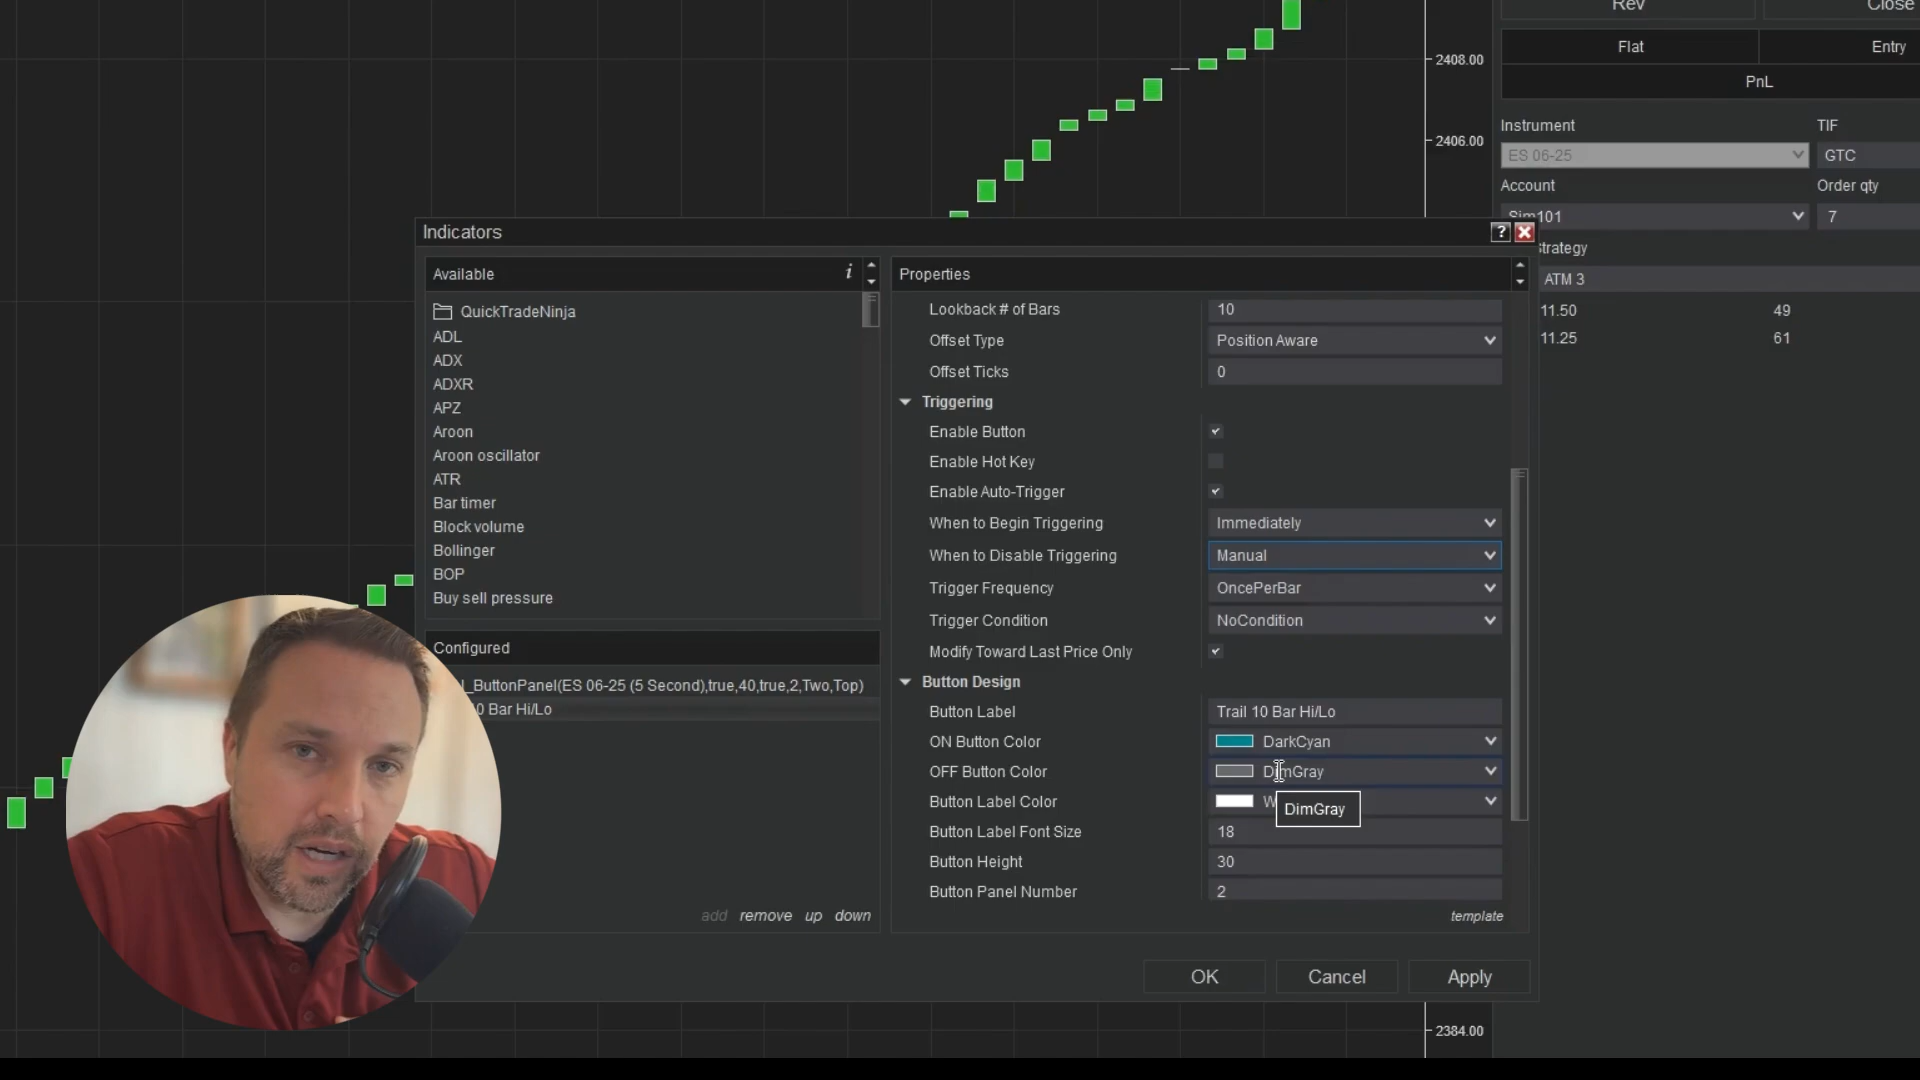 Rev
Close
2408.00
Flat
Entry
PnL
Instrument
TIF
2406.00
ES 06-25
GTC
Account
Order qty
Sim101
7
Indicators
?
Strategy
Available
i
Properties
ATM 3
QuickTradeNinja
Lookback # of Bars
10
11.50
49
ADL
Offset Type
Position Aware
11.25
61
ADX
Offset Ticks
0
ADXR
APZ
Triggering
Aroon
Enable Button
Aroon oscillator
Enable Hot Key
ATR
Enable Auto-Trigger
Bar timer
When to Begin Triggering
Immediately
Block volume
When to Disable Triggering
Manual
Bollinger
BOP
Trigger Frequency
OncePerBar
Buy sell pressure
Trigger Condition
NoCondition
Configured
Modify Toward Last Price Only
_ButtonPanel(ES 06-25 (5 Second),true,40,true,2,Two,Top)
Button Design
0 Bar Hi/Lo
Button Label
Trail 10 Bar Hi/Lo
ON Button Color
DarkCyan
OFF Button Color
DimGray
Button Label Color
W
DimGray
Button Label Font Size
18
Button Height
30
Button Panel Number
2
add remove up down
template
OK
Cancel
Apply
2384.00